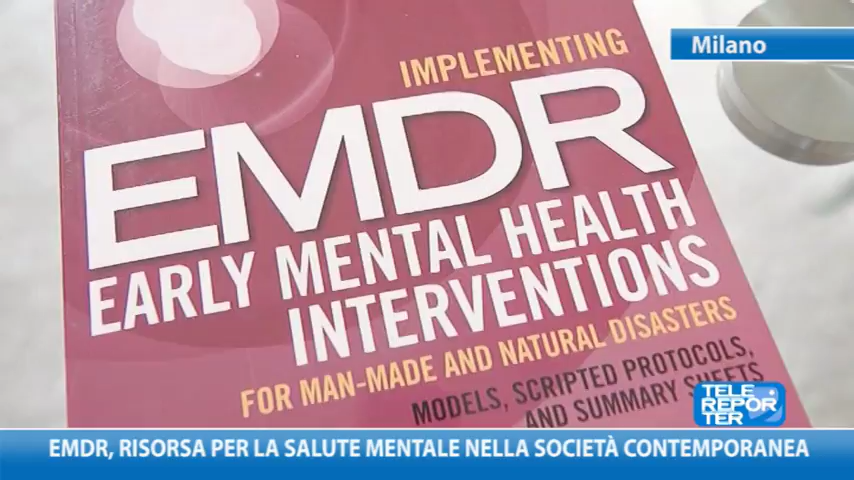 Milano
IMPLEMENTING
EMDR
EARLY MENTAL HEALTH
INTERVENTIONS
FOR MAN-MADE AND NATURAL DISASTERS
MODELS, SCRIPTED PROTOCOLS,
AND SUMMARY SHEETS
TELE
REPOR
TER
EMDR, RISORSA PER LA SALUTE MENTALE NELLA SOCIETÀ CONTEMPORANEA